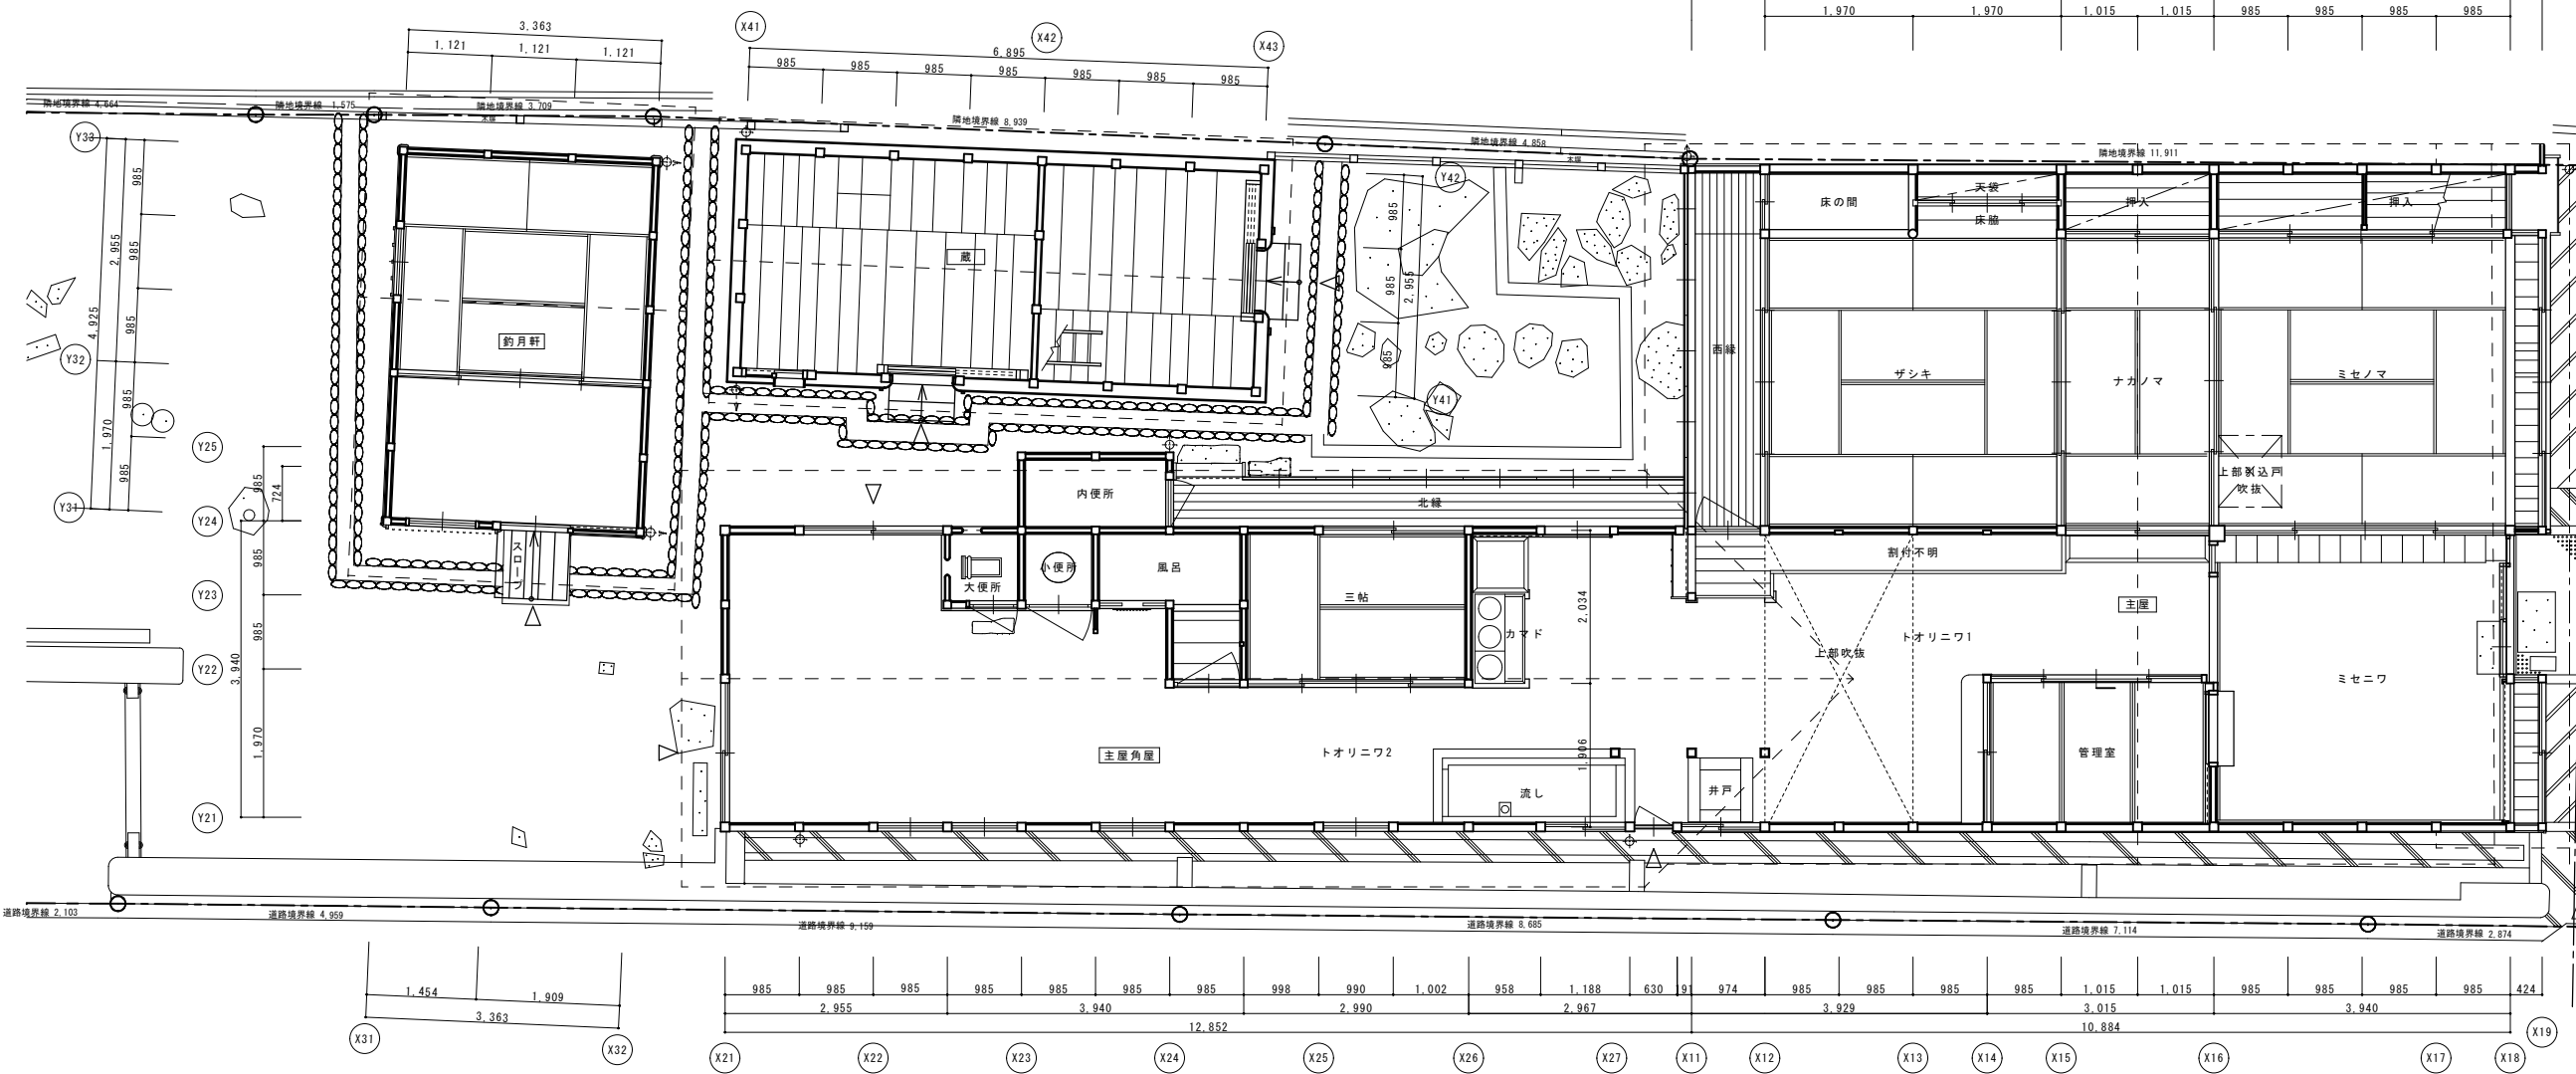 3,363
1,121 1,121 1,121
X41 X42 X43
6,895
985 985 985 985 985 985 985
1,970 1,970 1,015 1,015 985 985 985 985
隣地境界線 4,664
隣地境界線 1,575
隣地境界線 3,709
隣地境界線 8,939
隣地境界線 4,858
隣地境界線 11,911
木塀
木塀
Y33
Y32
Y31
4,925
2,955
1,970
985
985
985
985
985
Y42
Y41
985
985
985
2,955
床の間
天袋
床脇
押入
押入
蔵
釣月軒
西縁
ザシキ
ナカノマ
ミセノマ
上部引込戸
吹抜
Y25
Y24
Y23
Y22
Y21
985
724
985
985
3,940
1,970
スロープ
内便所
北縁
大便所
小便所
風呂
三帖
カマド
2,034
1,906
割付不明
主屋
トオリニワ1
上部吹抜
ミセニワ
主屋角屋
トオリニワ2
流し
井戸
管理室
道路境界線 2,103
道路境界線 4,959
道路境界線 9,159
道路境界線 8,685
道路境界線 7,114
道路境界線 2,874
1,454 1,909
3,363
X31 X32
985 985 985 985 985 985 985 998 990 1,002 958 1,188 630 191 974 985 985 985 985 1,015 1,015 985 985 985 985 424
2,955 3,940 2,990 2,967 3,929 3,015 3,940
12,852 10,884
X21 X22 X23 X24 X25 X26 X27 X11 X12 X13 X14 X15 X16 X17 X18 X19